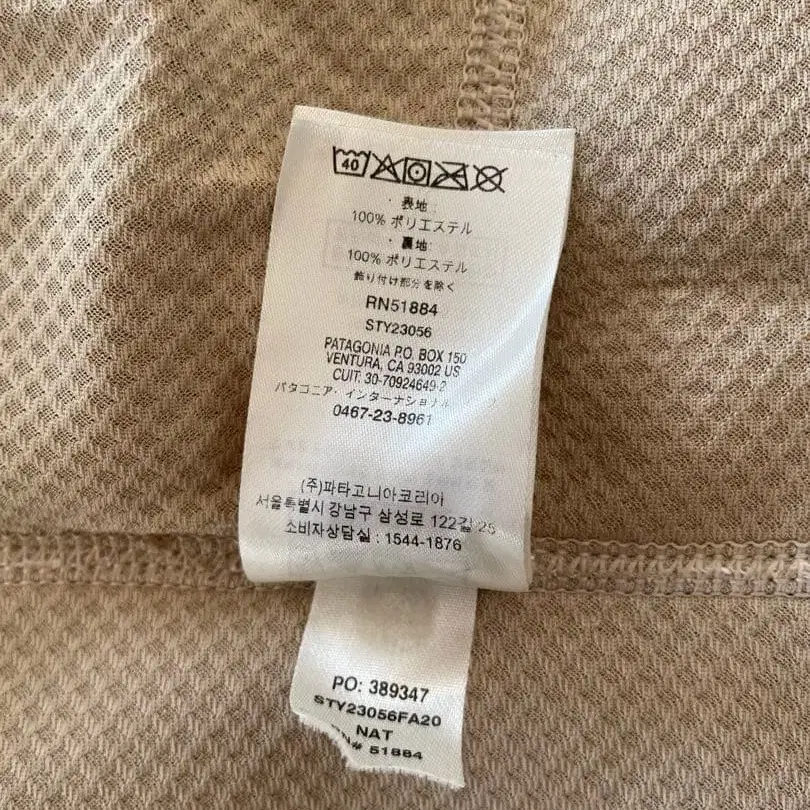 40
・表地:
100% ポリエステル
・裏地:
100% ポリエステル
飾り付け部分を除く
RN51884
STY23056
PATAGONIA P.O. BOX 150
VENTURA, CA 93002 US
CUIT: 30-70924649-2
パタゴニア・インターナショナル
0467-23-8961
(주)파타고니아코리아
서울특별시 강남구 삼성로 122길 25
소비자상담실 : 1544-1876
PO: 389347
STY23056FA20
NAT
51884